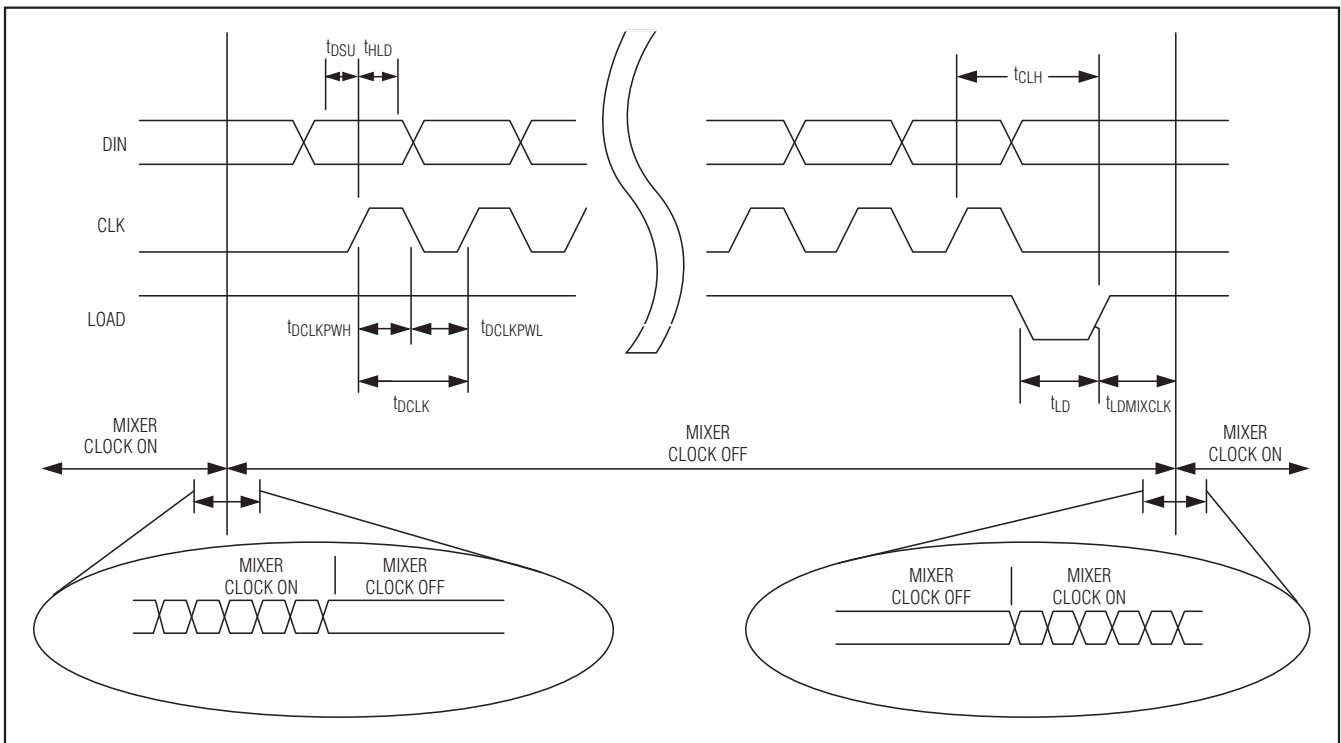 tDSU tHLD
tCLH
DIN
CLK
LOAD
tDCLKPWH
tDCLKPWL
tDCLK
tLD
tLDMIXCLK
MIXER
CLOCK ON
MIXER
CLOCK OFF
MIXER
CLOCK ON
MIXER
CLOCK ON
MIXER
CLOCK OFF
MIXER
CLOCK OFF
MIXER
CLOCK ON